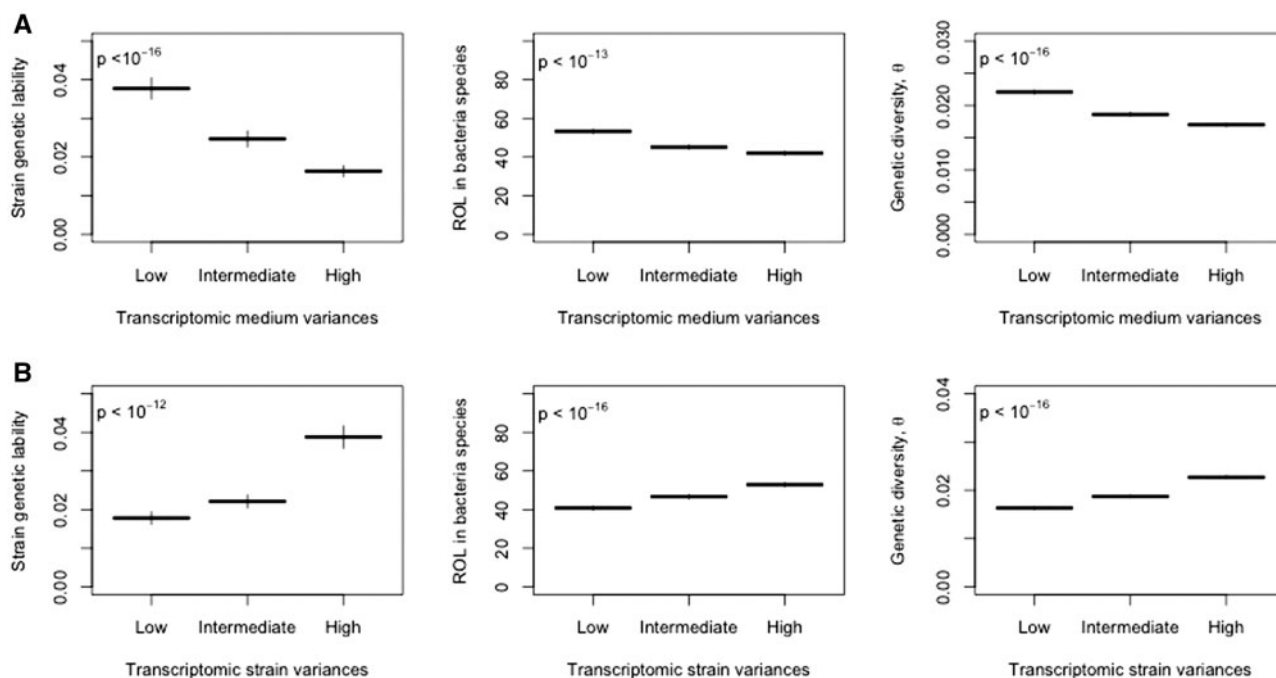 A
p <10⁻¹⁶
Strain genetic lability
0.00
0.02
0.04
Low Intermediate High
Transcriptomic medium variances
p < 10⁻¹³
ROL in bacteria species
0
20
40
60
80
Low Intermediate High
Transcriptomic medium variances
p <10⁻¹⁶
Genetic diversity, θ
0.000
0.010
0.020
0.030
Low Intermediate High
Transcriptomic medium variances
B
p < 10⁻¹²
Strain genetic lability
0.00
0.02
0.04
Low Intermediate High
Transcriptomic strain variances
p < 10⁻¹⁶
ROL in bacteria species
0
20
40
60
80
Low Intermediate High
Transcriptomic strain variances
p < 10⁻¹⁶
Genetic diversity, θ
0.00
0.02
0.04
Low Intermediate High
Transcriptomic strain variances